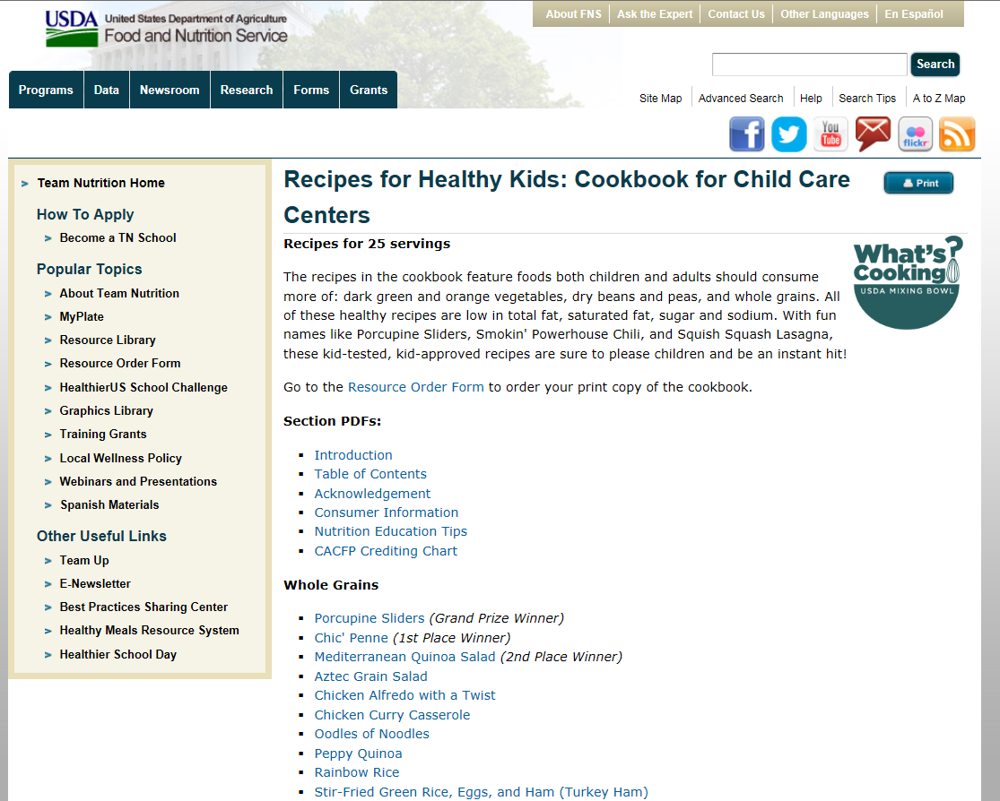 USDA
United States Department of Agriculture
Food and Nutrition Service
About FNS
Ask the Expert
Contact Us
Other Languages
En Español
Search
Programs
Data
Newsroom
Research
Forms
Grants
Site Map
Advanced Search
Help
Search Tips
A to Z Map
f
You
Tube
flickr
Team Nutrition Home
How To Apply
Become a TN School
Popular Topics
About Team Nutrition
MyPlate
Resource Library
Resource Order Form
HealthierUS School Challenge
Graphics Library
Training Grants
Local Wellness Policy
Webinars and Presentations
Spanish Materials
Other Useful Links
Team Up
E-Newsletter
Best Practices Sharing Center
Healthy Meals Resource System
Healthier School Day
Recipes for Healthy Kids: Cookbook for Child Care
Centers
Print
Recipes for 25 servings
What's
Cooking?
USDA MIXING BOWL
The recipes in the cookbook feature foods both children and adults should consume
more of: dark green and orange vegetables, dry beans and peas, and whole grains. All
of these healthy recipes are low in total fat, saturated fat, sugar and sodium. With fun
names like Porcupine Sliders, Smokin' Powerhouse Chili, and Squish Squash Lasagna,
these kid-tested, kid-approved recipes are sure to please children and be an instant hit!
Go to the Resource Order Form to order your print copy of the cookbook.
Section PDFs:
Introduction
Table of Contents
Acknowledgement
Consumer Information
Nutrition Education Tips
CACFP Crediting Chart
Whole Grains
Porcupine Sliders (Grand Prize Winner)
Chic' Penne (1st Place Winner)
Mediterranean Quinoa Salad (2nd Place Winner)
Aztec Grain Salad
Chicken Alfredo with a Twist
Chicken Curry Casserole
Oodles of Noodles
Peppy Quinoa
Rainbow Rice
Stir-Fried Green Rice, Eggs, and Ham (Turkey Ham)